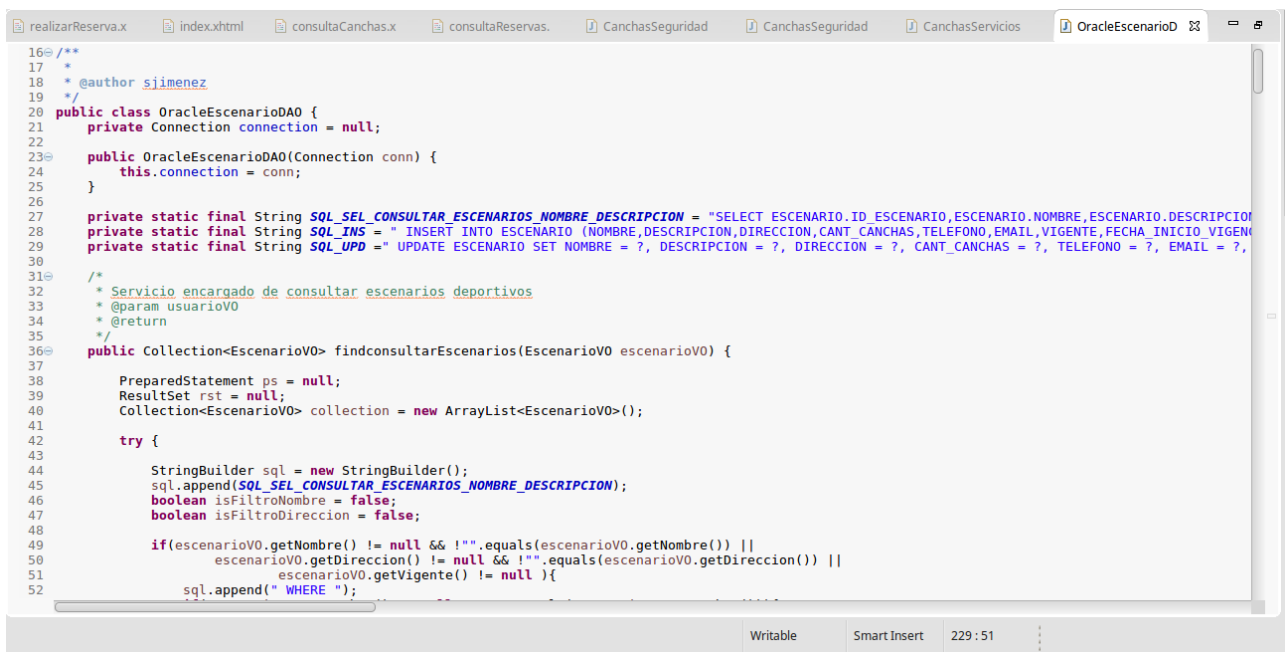 realizarReserva.x index.xhtml consultaCanchas.x consultaReservas. CanchasSeguridad CanchasSeguridad CanchasServicios OracleEscenarioD
16 /**
17  *
18  * @author sjimenez
19  */
20 public class OracleEscenarioDAO {
21     private Connection connection = null;
22
23     public OracleEscenarioDAO(Connection conn) {
24         this.connection = conn;
25     }
26
27     private static final String SQL_SEL_CONSULTAR_ESCENARIOS_NOMBRE_DESCRIPCION = "SELECT ESCENARIO.ID_ESCENARIO,ESCENARIO.NOMBRE,ESCENARIO.DESCRIPCION
28     private static final String SQL_INS = " INSERT INTO ESCENARIO (NOMBRE,DESCRIPCION,DIRECCION,CANT_CANCHAS,TELEFONO,EMAIL,VIGENTE,FECHA_INICIO_VIGENC
29     private static final String SQL_UPD =" UPDATE ESCENARIO SET NOMBRE = ?, DESCRIPCION = ?, DIRECCION = ?, CANT_CANCHAS = ?, TELEFONO = ?, EMAIL = ?,
30
31     /*
32      * Servicio encargado de consultar escenarios deportivos
33      * @param usuarioVO
34      * @return
35      */
36     public Collection<EscenarioVO> findconsultarEscenarios(EscenarioVO escenarioVO) {
37
38         PreparedStatement ps = null;
39         ResultSet rst = null;
40         Collection<EscenarioVO> collection = new ArrayList<EscenarioVO>();
41
42         try {
43
44             StringBuilder sql = new StringBuilder();
45             sql.append(SQL_SEL_CONSULTAR_ESCENARIOS_NOMBRE_DESCRIPCION);
46             boolean isFiltroNombre = false;
47             boolean isFiltroDireccion = false;
48
49             if(escenarioVO.getNombre() != null && !"".equals(escenarioVO.getNombre()) ||
50                     escenarioVO.getDireccion() != null && !"".equals(escenarioVO.getDireccion()) ||
51                             escenarioVO.getVigente() != null ){
52                 sql.append(" WHERE ");
Writable Smart Insert 229 : 51